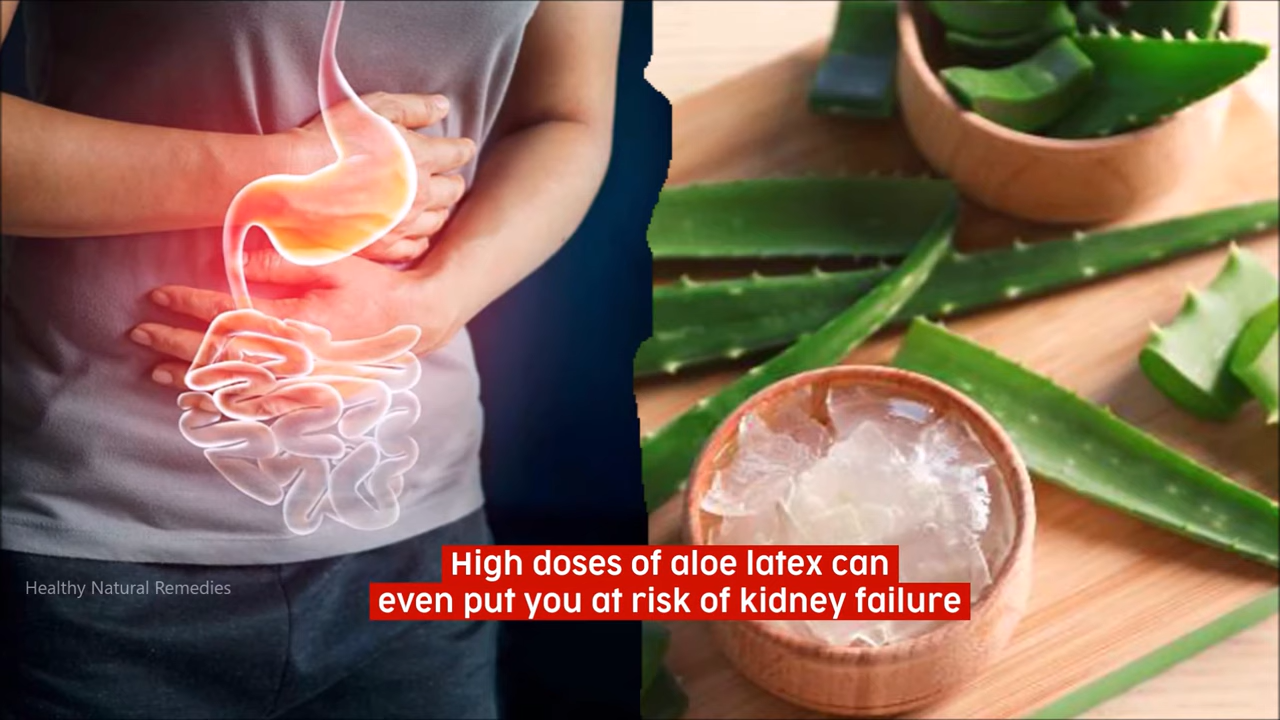 High doses of aloe latex can
even put you at risk of kidney failure
Healthy Natural Remedies